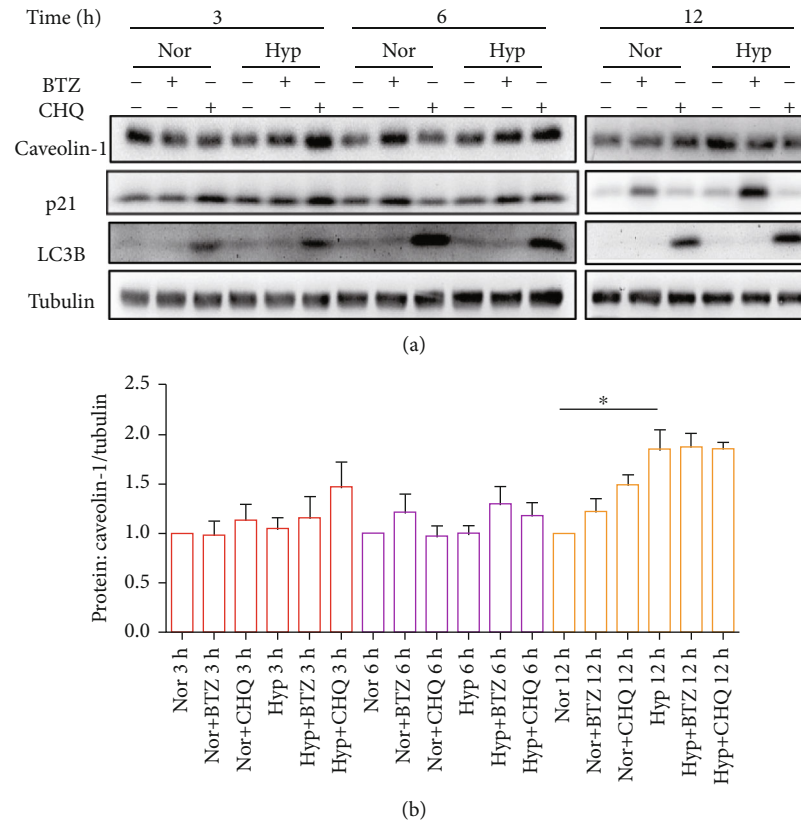 Time (h) 3 6 12
Nor Hyp Nor Hyp Nor Hyp
BTZ – + – – + – – + – – + – – + – – + –
CHQ – – + – – + – – + – – + – – + – – +
Caveolin-1
p21
LC3B
Tubulin
(a)
Protein: caveolin-1/tubulin
2.5
2.0
1.5
1.0
0.5
0.0
*
Nor 3 h
Nor+BTZ 3 h
Nor+CHQ 3 h
Hyp 3 h
Hyp+BTZ 3 h
Hyp+CHQ 3 h
Nor 6 h
Nor+BTZ 6 h
Nor+CHQ 6 h
Hyp 6 h
Hyp+BTZ 6 h
Hyp+CHQ 6 h
Nor 12 h
Nor+BTZ 12 h
Nor+CHQ 12 h
Hyp 12 h
Hyp+BTZ 12 h
Hyp+CHQ 12 h
(b)